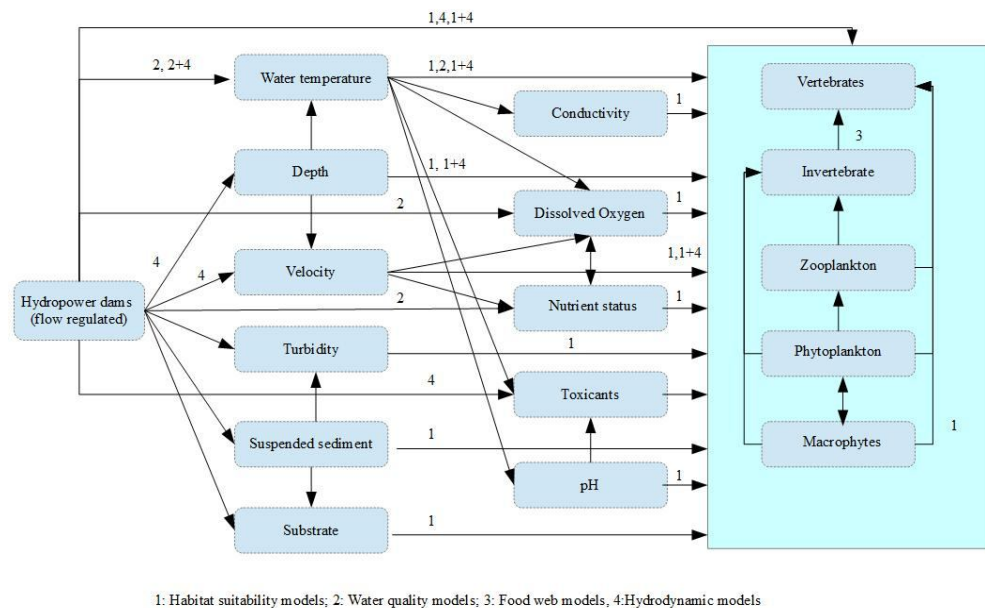 1,4,1+4
2, 2+4
Water temperature
1,2,1+4
Vertebrates
Conductivity
1
3
Depth
1, 1+4
Invertebrate
2
Dissolved Oxygen
1
4
4
Velocity
1,1+4
Zooplankton
Hydropower dams
(flow regulated)
2
Nutrient status
1
Turbidity
1
Phytoplankton
4
Toxicants
Suspended sediment
1
Macrophytes
1
pH
1
Substrate
1
1: Habitat suitability models; 2: Water quality models; 3: Food web models, 4:Hydrodynamic models